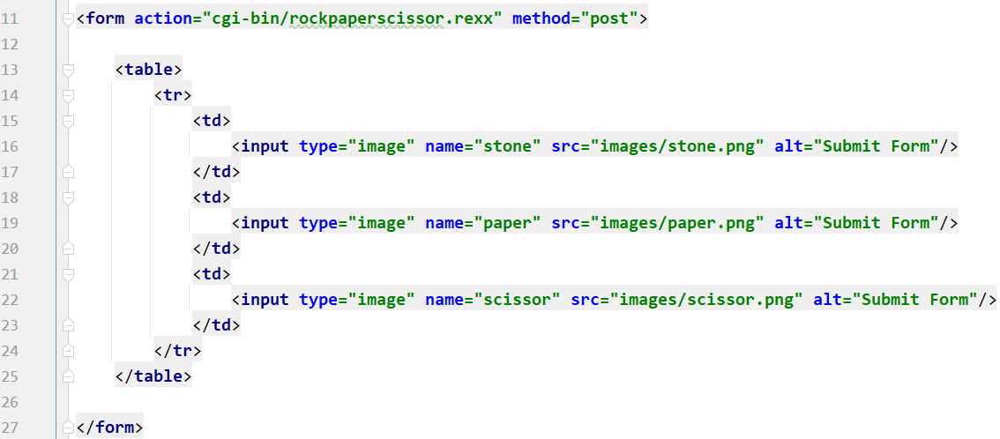 11 <form action="cgi-bin/rockpaperscissor.rexx" method="post">
12
13 <table>
14 <tr>
15 <td>
16 <input type="image" name="stone" src="images/stone.png" alt="Submit Form"/>
17 </td>
18 <td>
19 <input type="image" name="paper" src="images/paper.png" alt="Submit Form"/>
20 </td>
21 <td>
22 <input type="image" name="scissor" src="images/scissor.png" alt="Submit Form"/>
23 </td>
24 </tr>
25 </table>
26
27 </form>